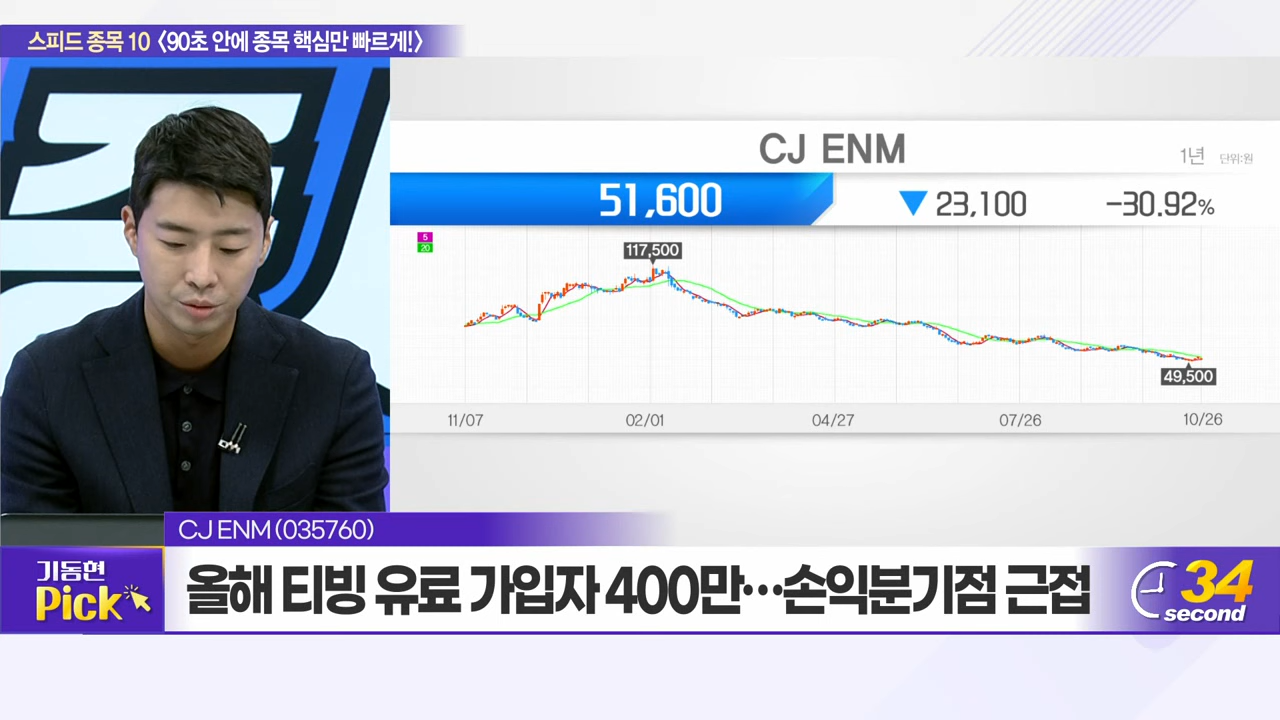 스피드 종목 10 〈90초 안에 종목 핵심만 빠르게!〉
CJ ENM
1년 단위:원
51,600 ▼ 23,100 -30.92%
5
20
117,500
49,500
11/07 02/01 04/27 07/26 10/26
CJ ENM (035760)
기동현
Pick
올해 티빙 유료 가입자 400만…손익분기점 근접
34
second